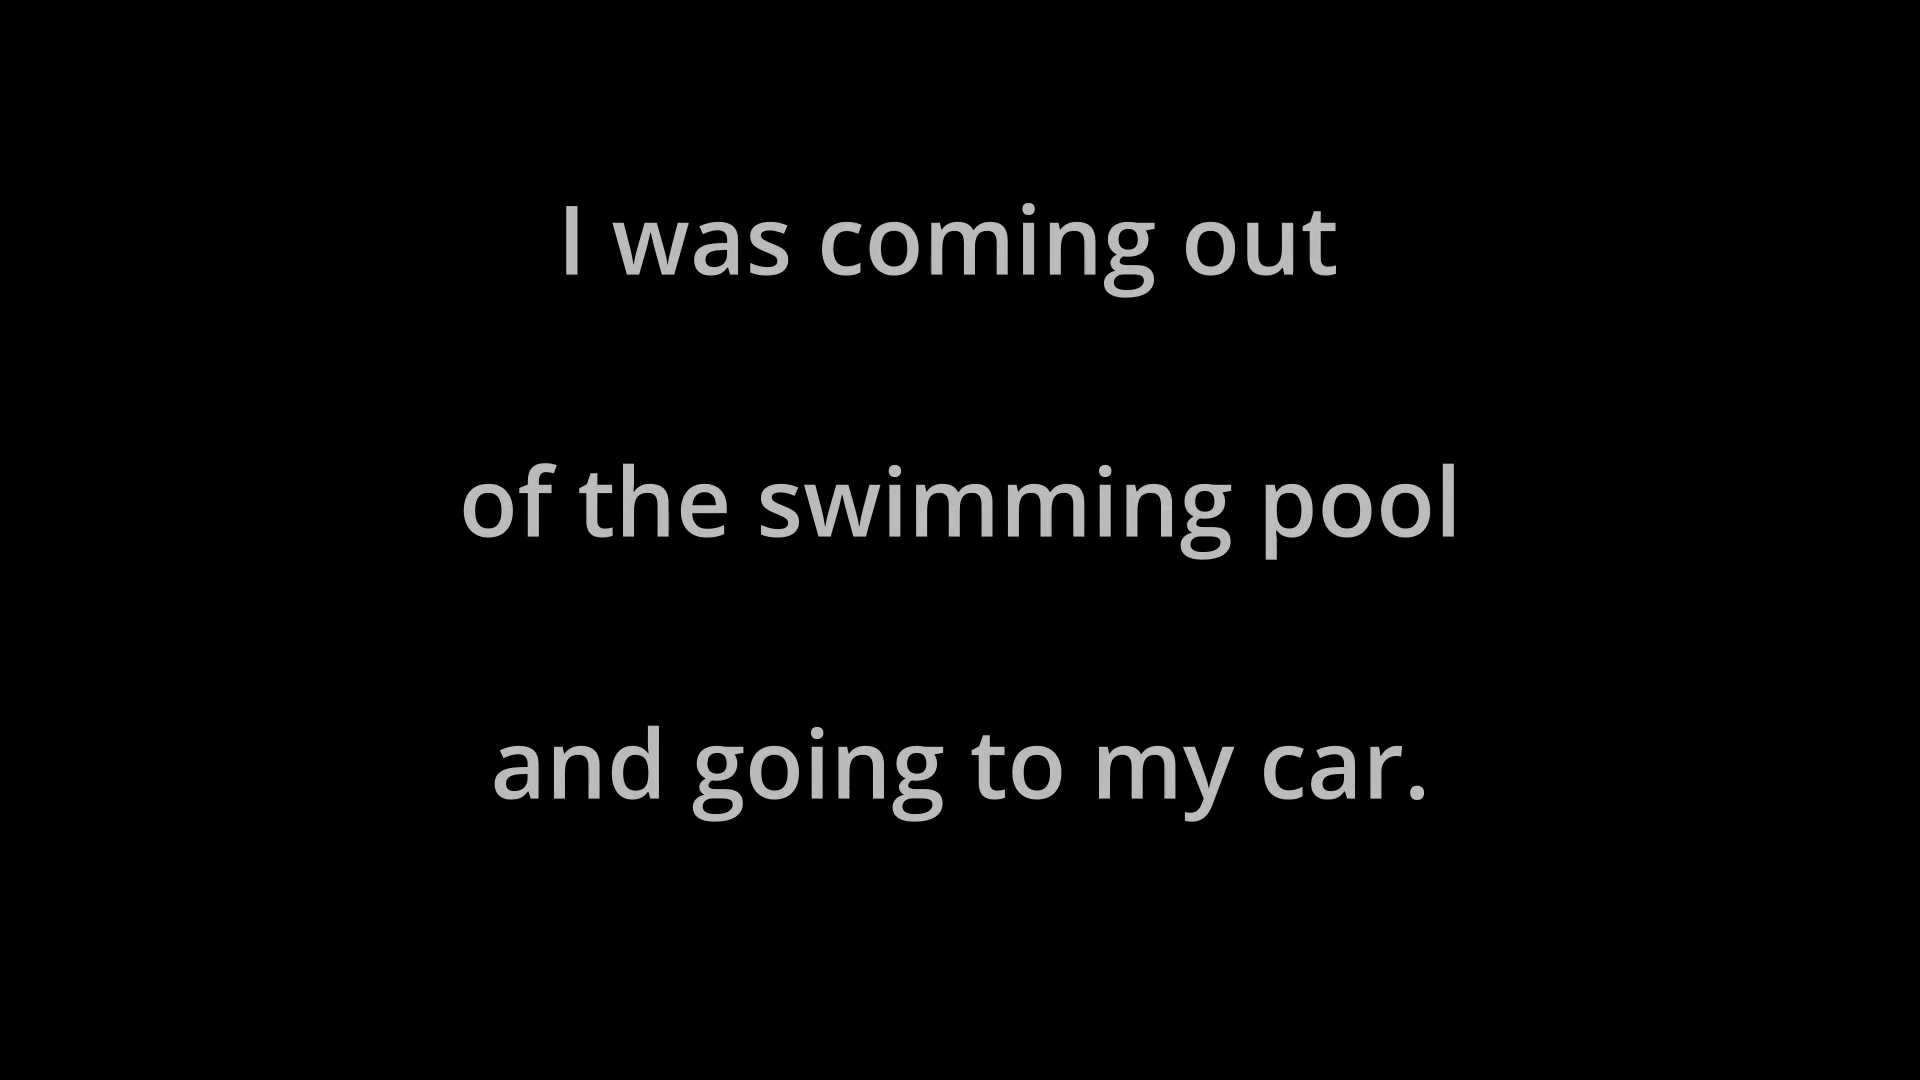 I was coming out
of the swimming pool
and going to my car.